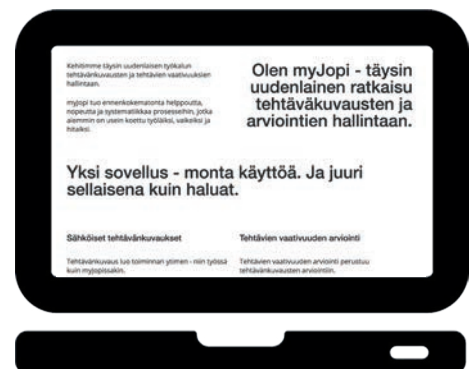 Kehitimme täysin uudenlaisen työkalun
tehtävänkuvausten ja tehtävien vaativuuksien
hallintaan.
myJopi tuo ennenkokematonta helppoutta,
nopeutta ja systematiikkaa prosesseihin, jotka
aiemmin on usein koettu työläiksi, vaikeiksi ja
hitaiksi.
Olen myJopi - täysin
uudenlainen ratkaisu
tehtäväkuvausten ja
arviointien hallintaan.
Yksi sovellus - monta käyttöä. Ja juuri
sellaisena kuin haluat.
Sähköiset tehtävänkuvaukset
Tehtävänkuvaus luo toiminnan ytimen - niin työssä
kuin myJopissakin.
Tehtävien vaativuuden arviointi
Tehtävien vaativuuden arviointi perustuu
tehtävänkuvausten arviointiin.